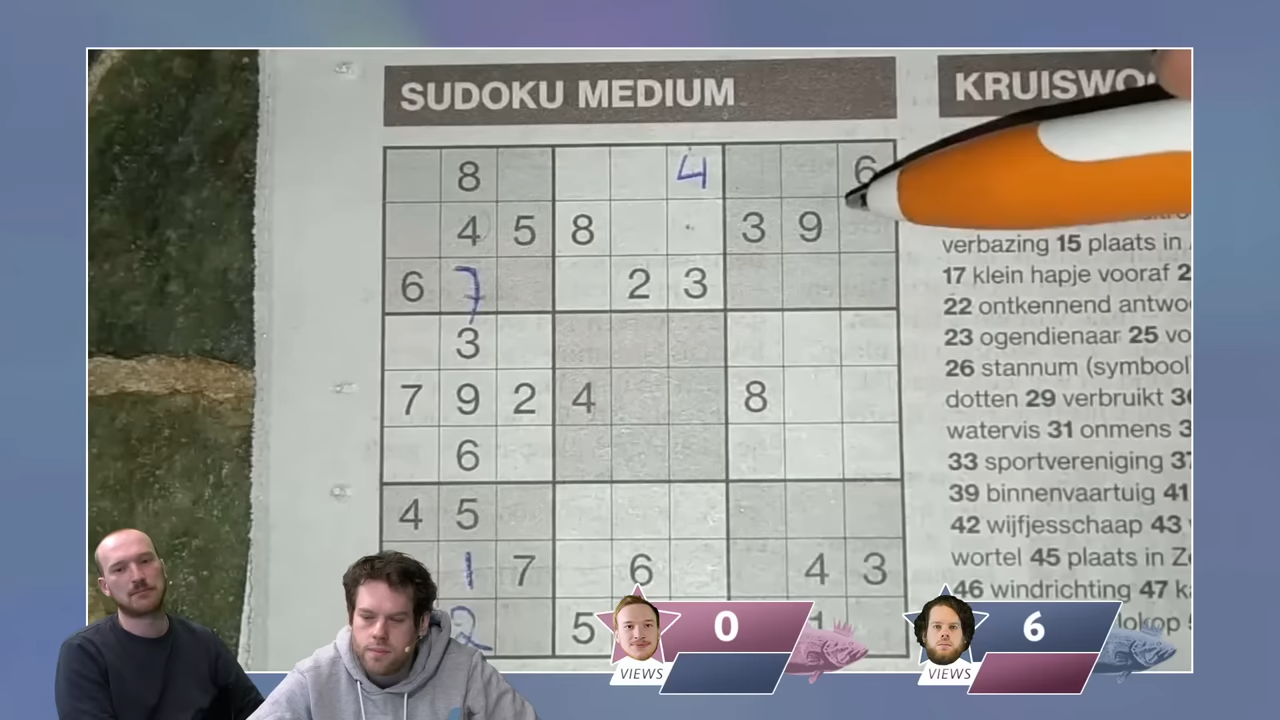 SUDOKU MEDIUM
KRUISWO
8 4 6
4 5 8 3 9
6 7 2 3
3
7 9 2 4 8
6
4 5
1 7 6 4 3
2 5 1
verbazing 15 plaats in
17 klein hapje vooraf 2
22 ontkennend antwo
23 ogendienaar 25 vo
26 stannum (symbool
dotten 29 verbruikt 3
watervis 31 onmens 3
33 sportvereniging 37
39 binnenvaartuig 41
42 wijfjesschaap 43
wortel 45 plaats in Ze
46 windrichting 47 k
lokop
0
VIEWS
6
VIEWS